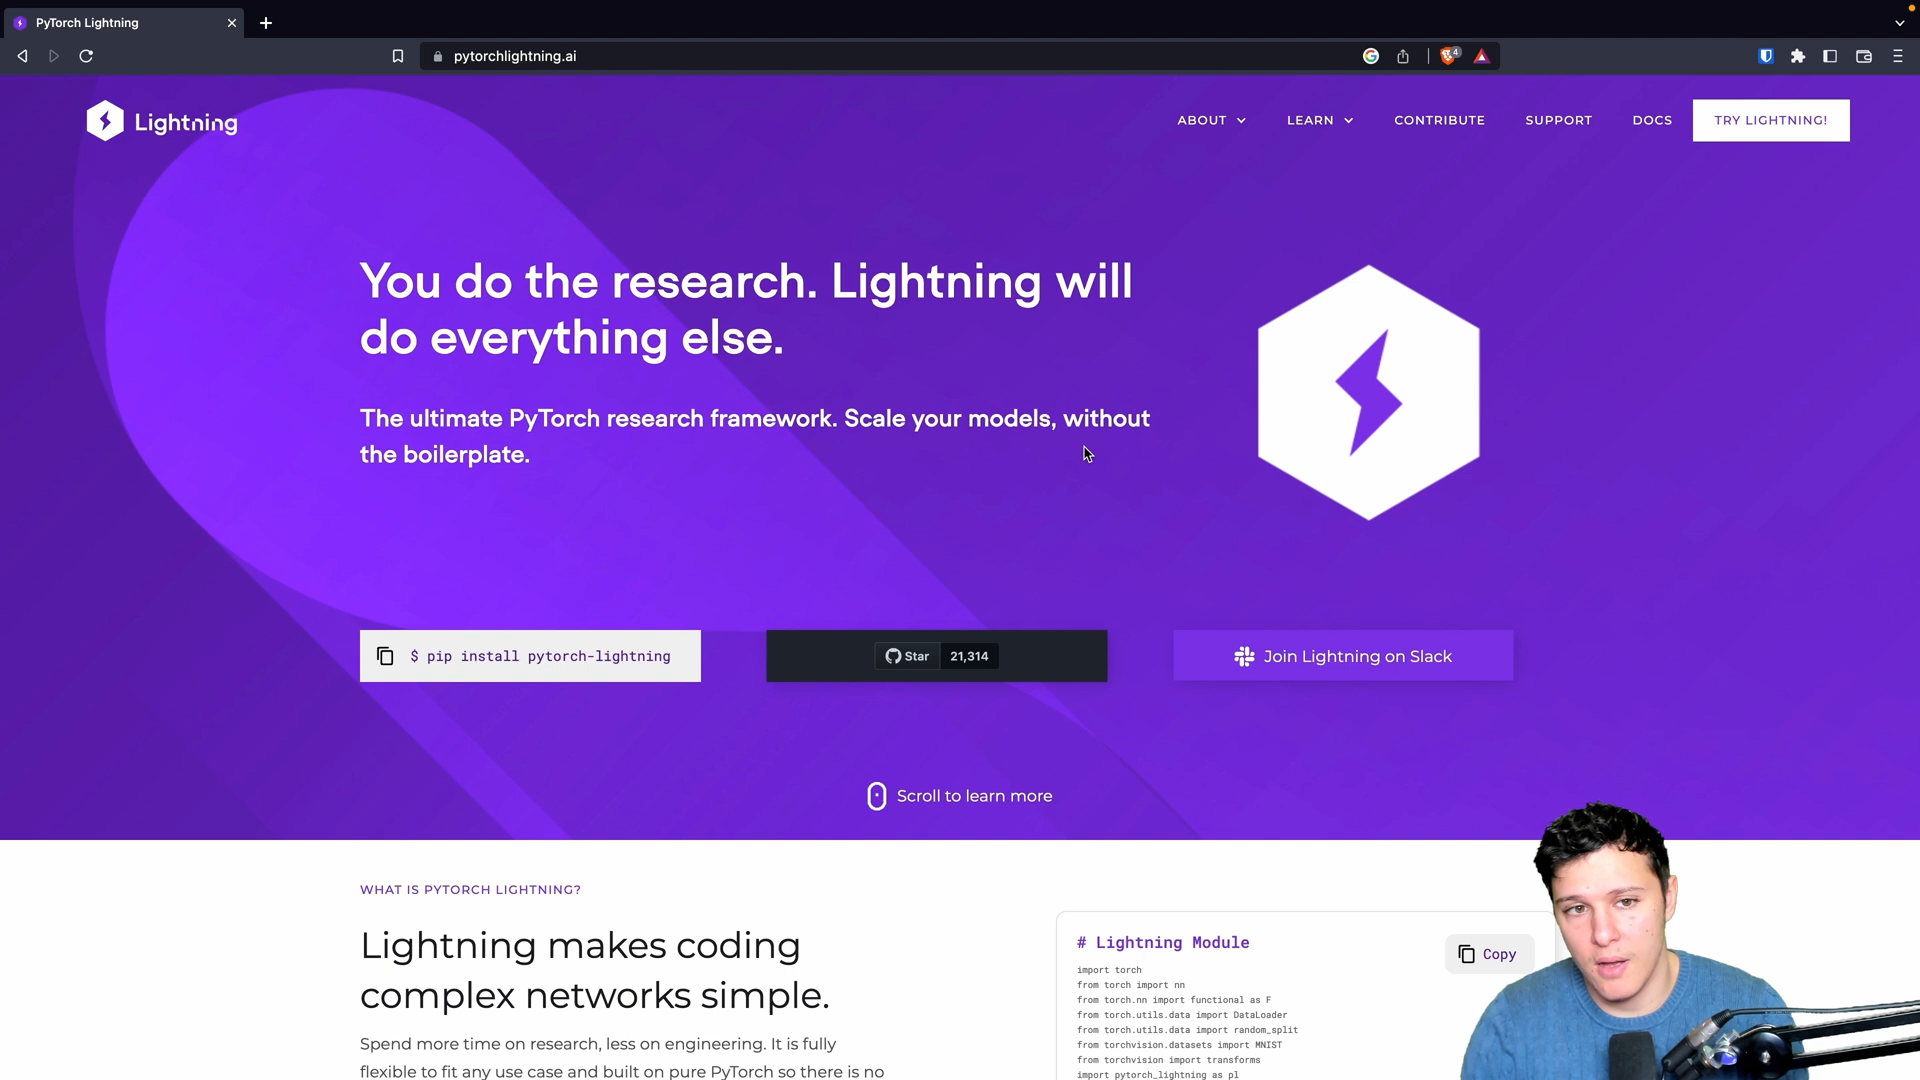 PyTorch Lightning
pytorchlightning.ai
4
Lightning
ABOUT
LEARN
CONTRIBUTE
SUPPORT
DOCS
TRY LIGHTNING!
You do the research. Lightning will
do everything else.
The ultimate PyTorch research framework. Scale your models, without
the boilerplate.
$ pip install pytorch-lightning
Star 21,314
Join Lightning on Slack
Scroll to learn more
WHAT IS PYTORCH LIGHTNING?
Lightning makes coding
complex networks simple.
Spend more time on research, less on engineering. It is fully
flexible to fit any use case and built on pure PyTorch so there is no
# Lightning Module
Copy
import torch
from torch import nn
from torch.nn import functional as F
from torch.utils.data import DataLoader
from torch.utils.data import random_split
from torchvision.datasets import MNIST
from torchvision import transforms
import pytorch_lightning as pl